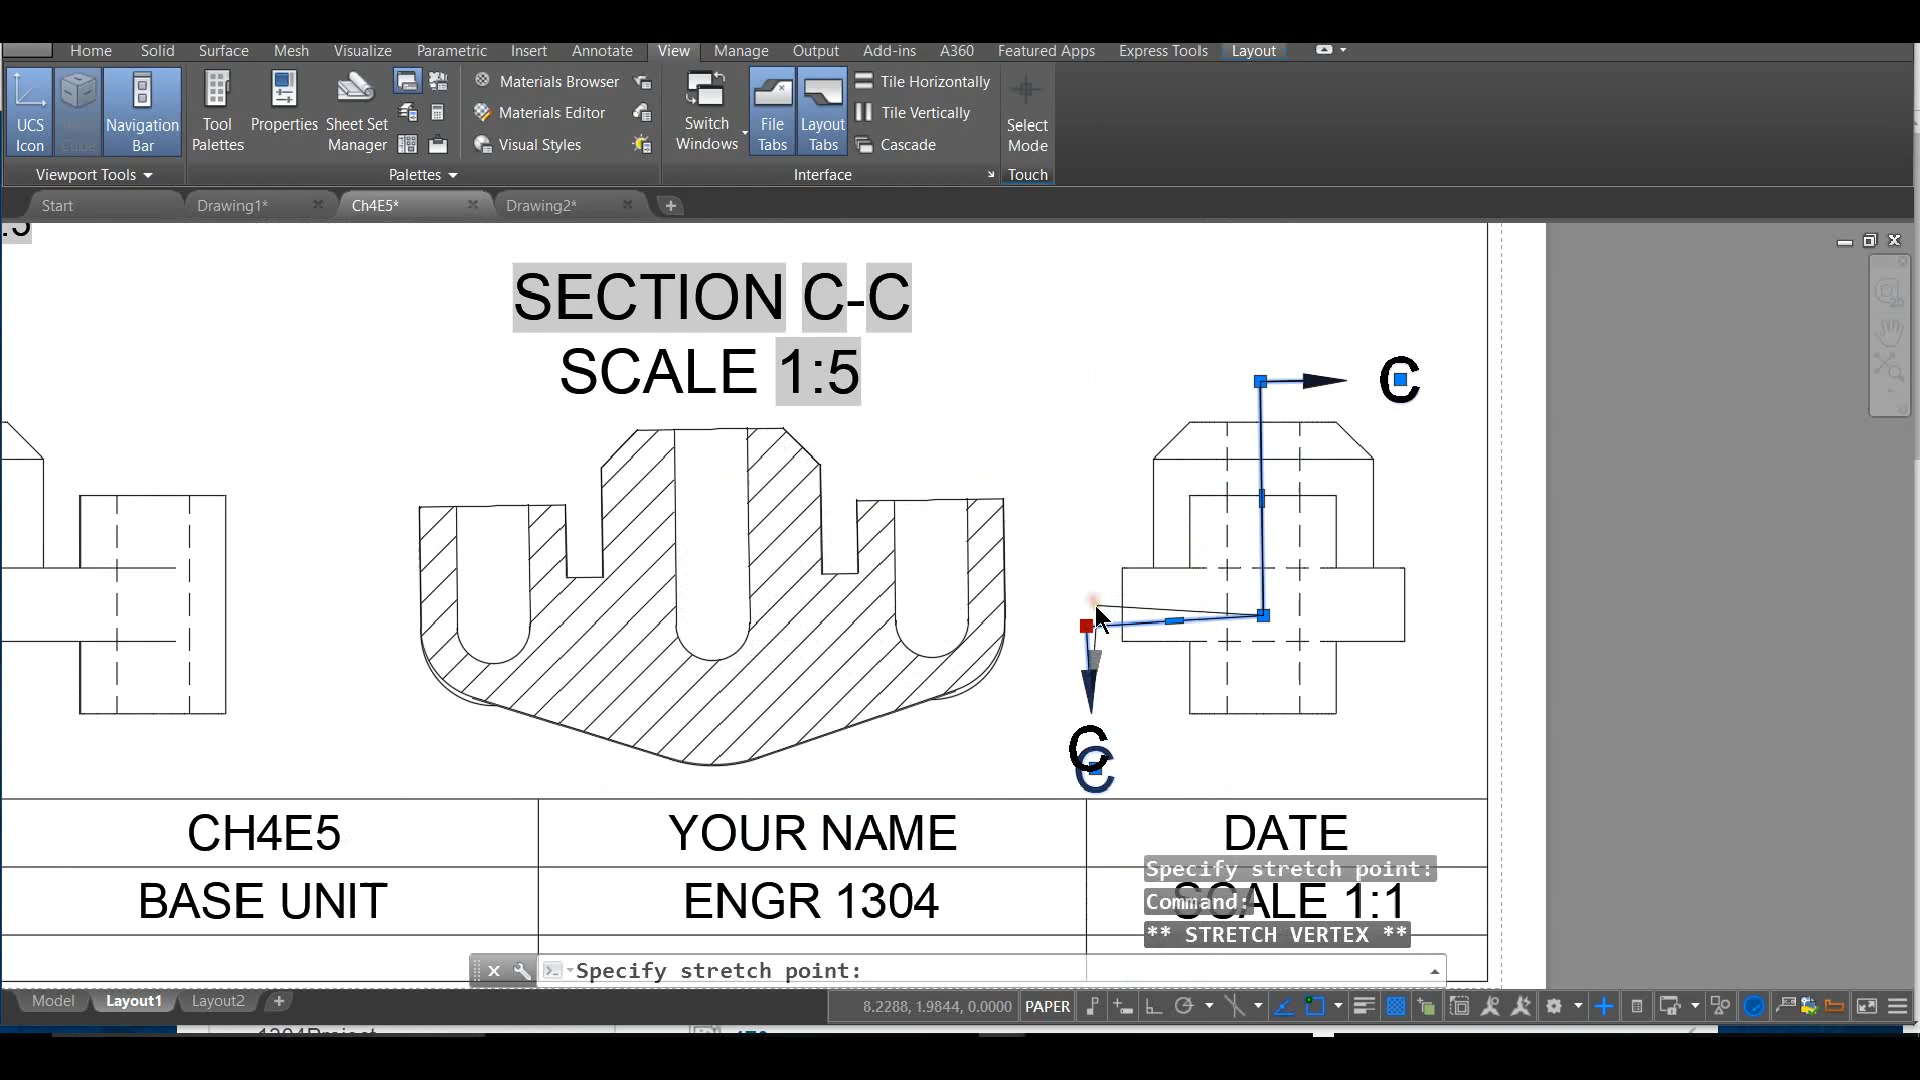 Home Solid Surface Mesh Visualize Parametric Insert Annotate View Manage Output Add-ins A360 Featured Apps Express Tools Layout
UCS Icon
Navigation Bar
Tool Palettes
Properties
Sheet Set Manager
Materials Browser
Materials Editor
Visual Styles
Switch Windows
File Tabs
Layout Tabs
Tile Horizontally
Tile Vertically
Cascade
Select Mode
Viewport Tools
Palettes
Interface
Touch
Start
Drawing1*
Ch4E5*
Drawing2*
SECTION C-C
SCALE 1:5
C
C
C
CH4E5
YOUR NAME
DATE
BASE UNIT
ENGR 1304
SCALE 1:1
Specify stretch point:
Command:
** STRETCH VERTEX **
Specify stretch point:
Model
Layout1
Layout2
8.2288, 1.9844, 0.0000
PAPER